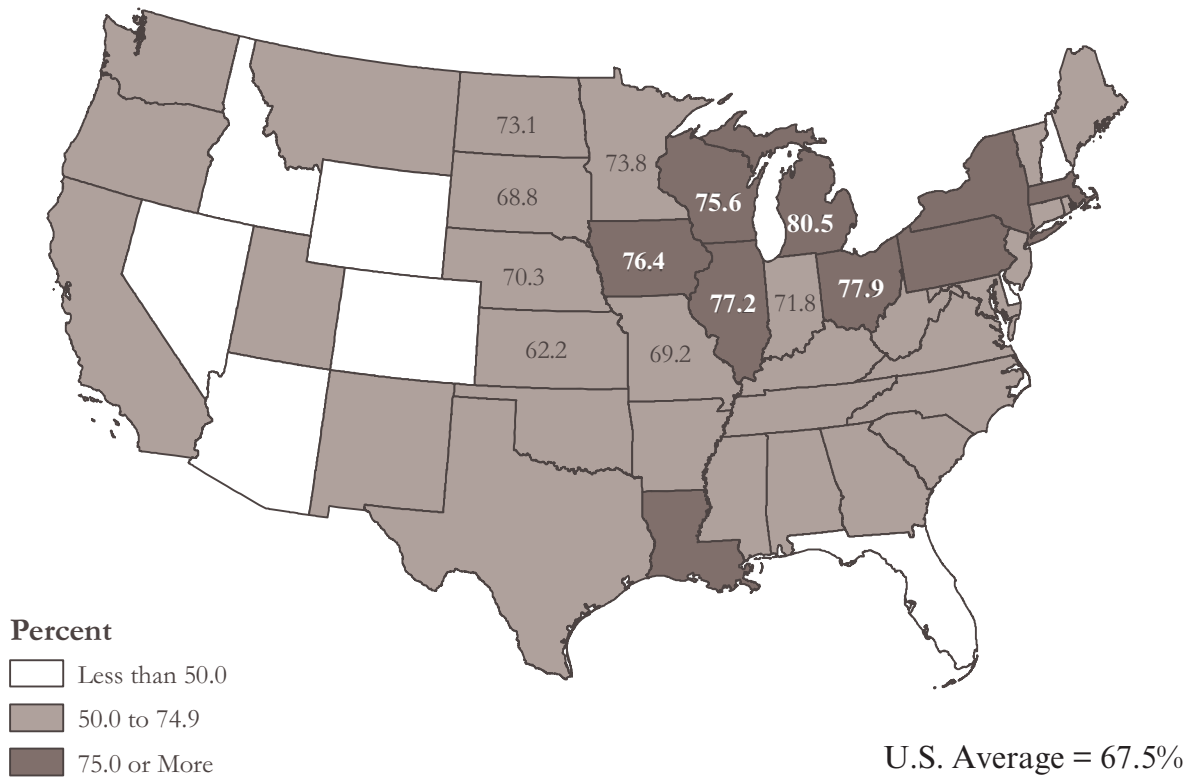 73.1
73.8
68.8
75.6
80.5
76.4
70.3
77.2
71.8
77.9
62.2
69.2
Percent
Less than 50.0
50.0 to 74.9
75.0 or More
U.S. Average = 67.5%